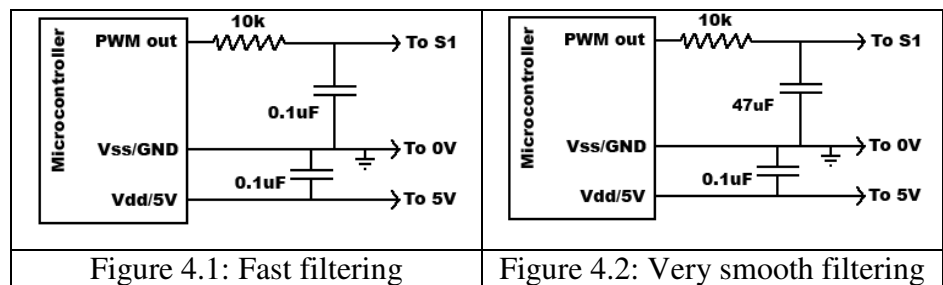 Microcontroller
10k
PWM out
To S1
0.1uF
Vss/GND
To 0V
0.1uF
Vdd/5V
To 5V
Figure 4.1: Fast filtering
Microcontroller
10k
PWM out
To S1
47uF
Vss/GND
To 0V
0.1uF
Vdd/5V
To 5V
Figure 4.2: Very smooth filtering